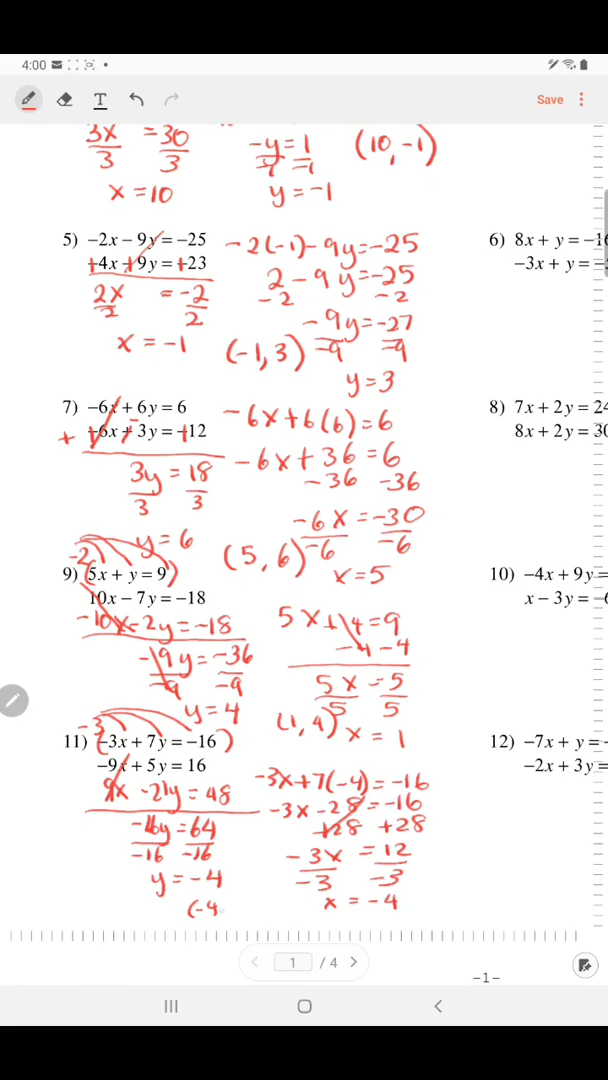 4:00
T
Save
3x = 30
3 3
x = 10
-y = 1
-1 -1
y = -1
(10, -1)
5) -2x - 9y = -25
+4x + 9y = +23
2x = -2
2 2
x = -1
-2(-1) - 9y = -25
2 - 9y = -25
-2 -2
-9y = -27
-9 -9
(-1, 3)
y = 3
6) 8x + y = -16
-3x + y = -5
7) -6x + 6y = 6
-6x + 3y = -12
+
3y = 18
3 3
y = 6
-6x + 6(6) = 6
-6x + 36 = 6
-36 -36
-6x = -30
-6 -6
(5, 6)
x = 5
8) 7x + 2y = 24
8x + 2y = 30
-2
9) (5x + y = 9)
10x - 7y = -18
-10x - 2y = -18
-9y = -36
-9 -9
y = 4
5x + 4 = 9
-4 -4
5x = 5
5 5
(1, 4)
x = 1
10) -4x + 9y =
x - 3y = -6
-3
11) (-3x + 7y = -16)
-9x + 5y = 16
9x - 21y = 48
-16y = 64
-16 -16
y = -4
(-4
-3x + 7(-4) = -16
-3x - 28 = -16
+28 +28
-3x = 12
-3 -3
x = -4
12) -7x + y =
-2x + 3y =
1 / 4
-1-